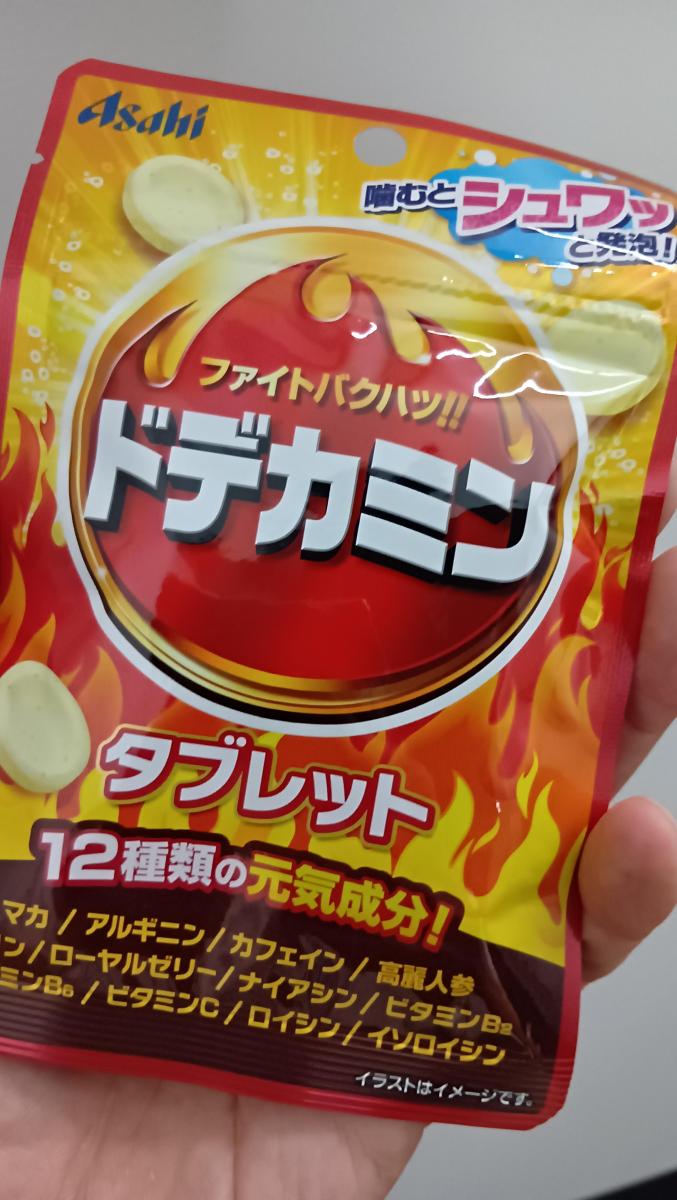 Asahi
噛むとシュワッ
と発泡!
ファイトバクハツ!!
ドデカミン
タブレット
12種類の元気成分!
マカ / アルギニン / カフェイン / 高麗人参
ン / ローヤルゼリー / ナイアシン / ビタミンB2
ミンB6 / ビタミンC / ロイシン / イソロイシン
イラストはイメージです。